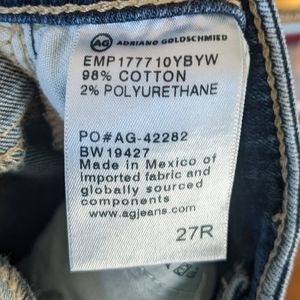 AG ADRIANO GOLDSCHMIED
EMP177710YBYW
98% COTTON
2% POLYURETHANE
PO#AG-42282
BW19427
Made in Mexico of
imported fabric and
globally sourced
components
www.agjeans.com
27R